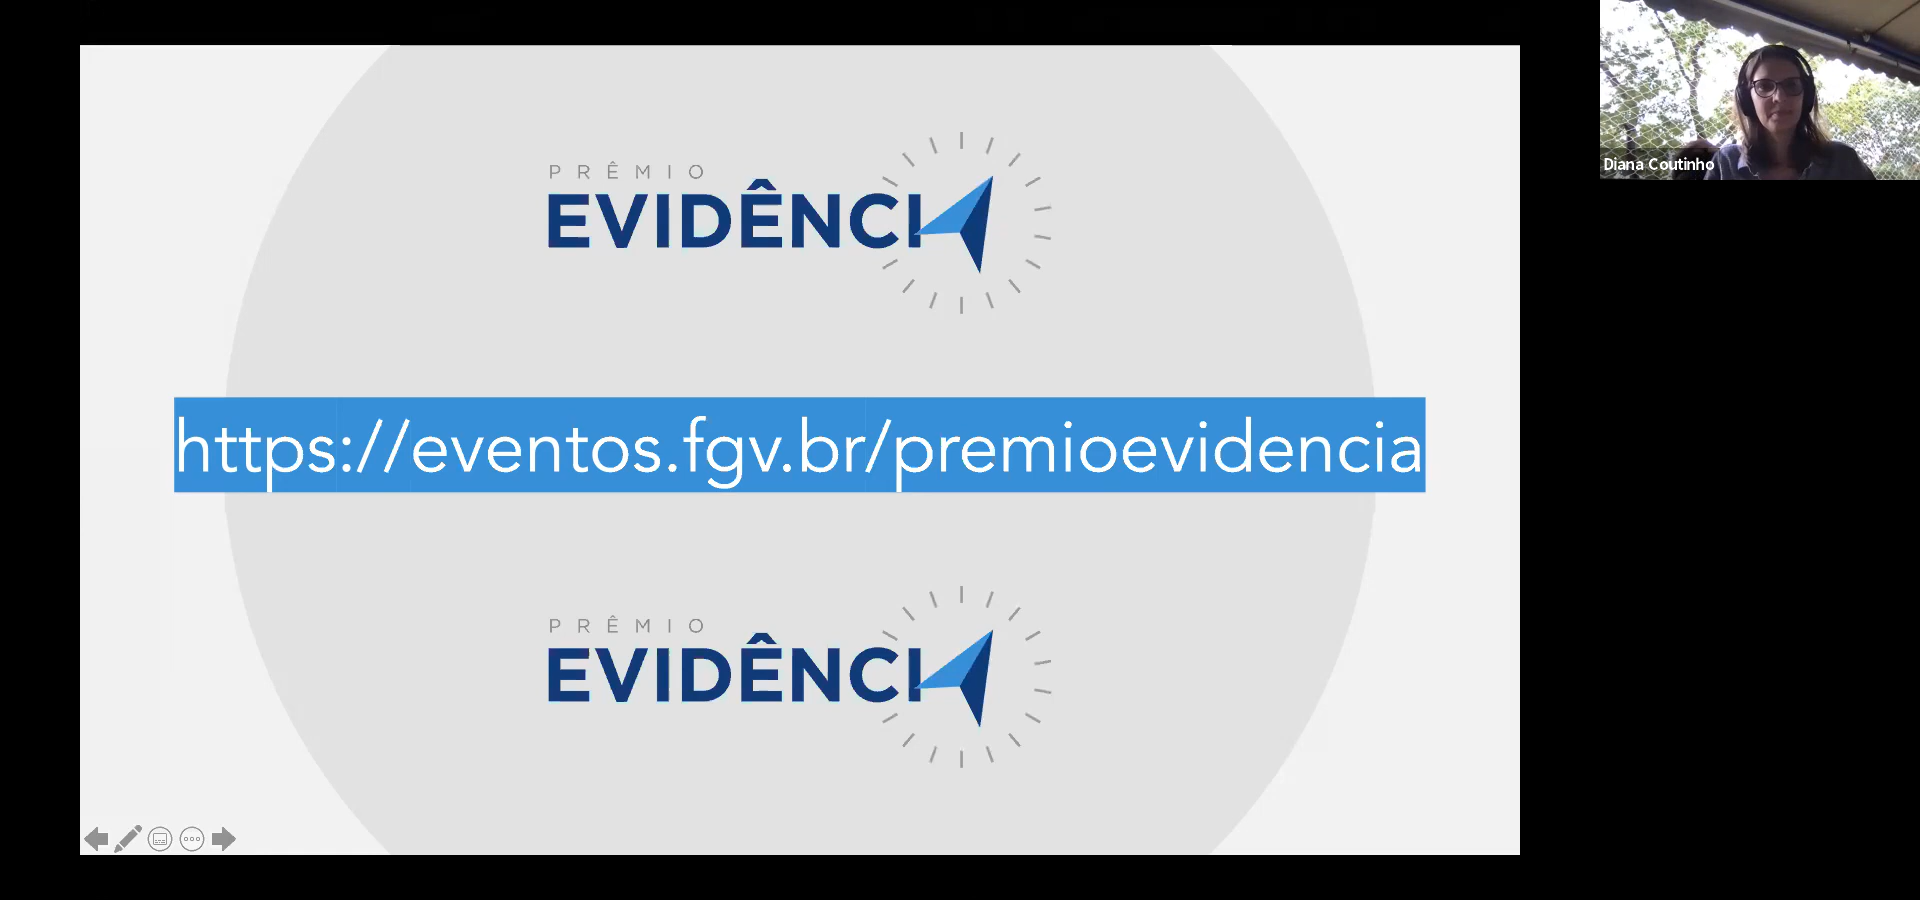 PRÊMIO
EVIDÊNCIA
https://eventos.fgv.br/premioevidencia
PRÊMIO
EVIDÊNCIA
Diana Coutinho